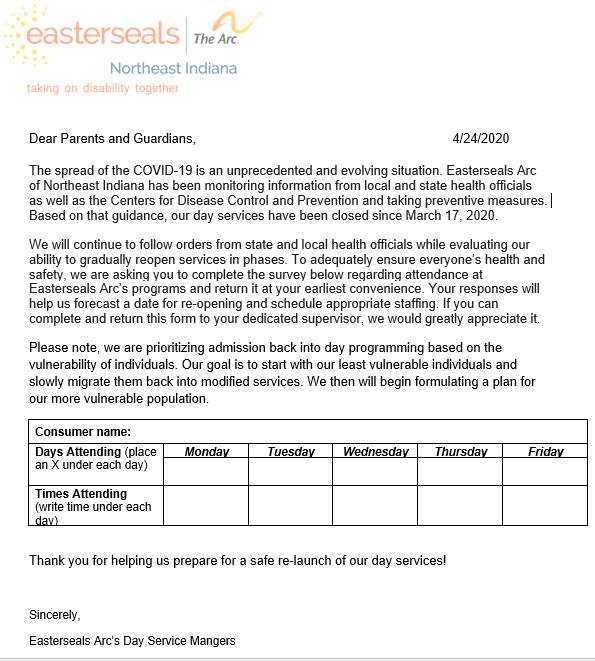 easterseals The Arc.
Northeast Indiana
taking on disability together
Dear Parents and Guardians, 4/24/2020
The spread of the COVID-19 is an unprecedented and evolving situation. Easterseals Arc
of Northeast Indiana has been monitoring information from local and state health officials
as well as the Centers for Disease Control and Prevention and taking preventive measures.
Based on that guidance, our day services have been closed since March 17, 2020.
We will continue to follow orders from state and local health officials while evaluating our
ability to gradually reopen services in phases. To adequately ensure everyone's health and
safety, we are asking you to complete the survey below regarding attendance at
Easterseals Arc's programs and return it at your earliest convenience. Your responses will
help us forecast a date for re-opening and schedule appropriate staffing. If you can
complete and return this form to your dedicated supervisor, we would greatly appreciate it.
Please note, we are prioritizing admission back into day programming based on the
vulnerability of individuals. Our goal is to start with our least vulnerable individuals and
slowly migrate them back into modified services. We then will begin formulating a plan for
our more vulnerable population.
Consumer name:
Days Attending (place Monday Tuesday Wednesday Thursday Friday
an X under each day)
Times Attending
(write time under each
day)
Thank you for helping us prepare for a safe re-launch of our day services!
Sincerely,
Easterseals Arc's Day Service Mangers